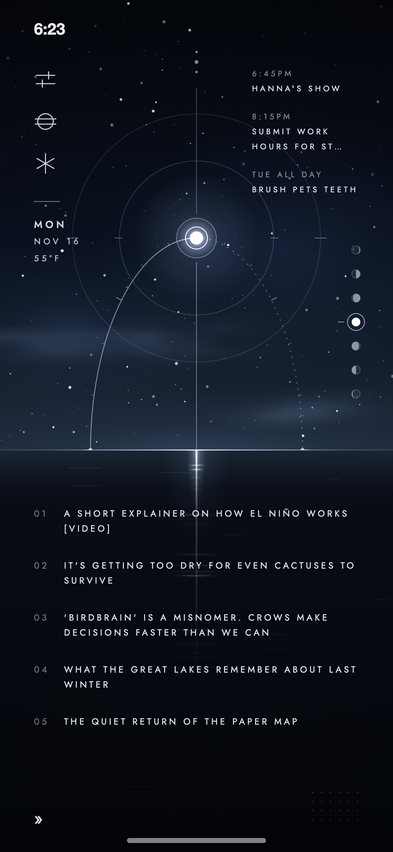 6:23
6:45PM
HANNA'S SHOW
8:15PM
SUBMIT WORK
HOURS FOR ST...
TUE ALL DAY
BRUSH PETS TEETH
MON
NOV 16
55°F
01 A SHORT EXPLAINER ON HOW EL NIÑO WORKS
[VIDEO]
02 IT'S GETTING TOO DRY FOR EVEN CACTUSES TO
SURVIVE
03 'BIRDBRAIN' IS A MISNOMER. CROWS MAKE
DECISIONS FASTER THAN WE CAN
04 WHAT THE GREAT LAKES REMEMBER ABOUT LAST
WINTER
05 THE QUIET RETURN OF THE PAPER MAP